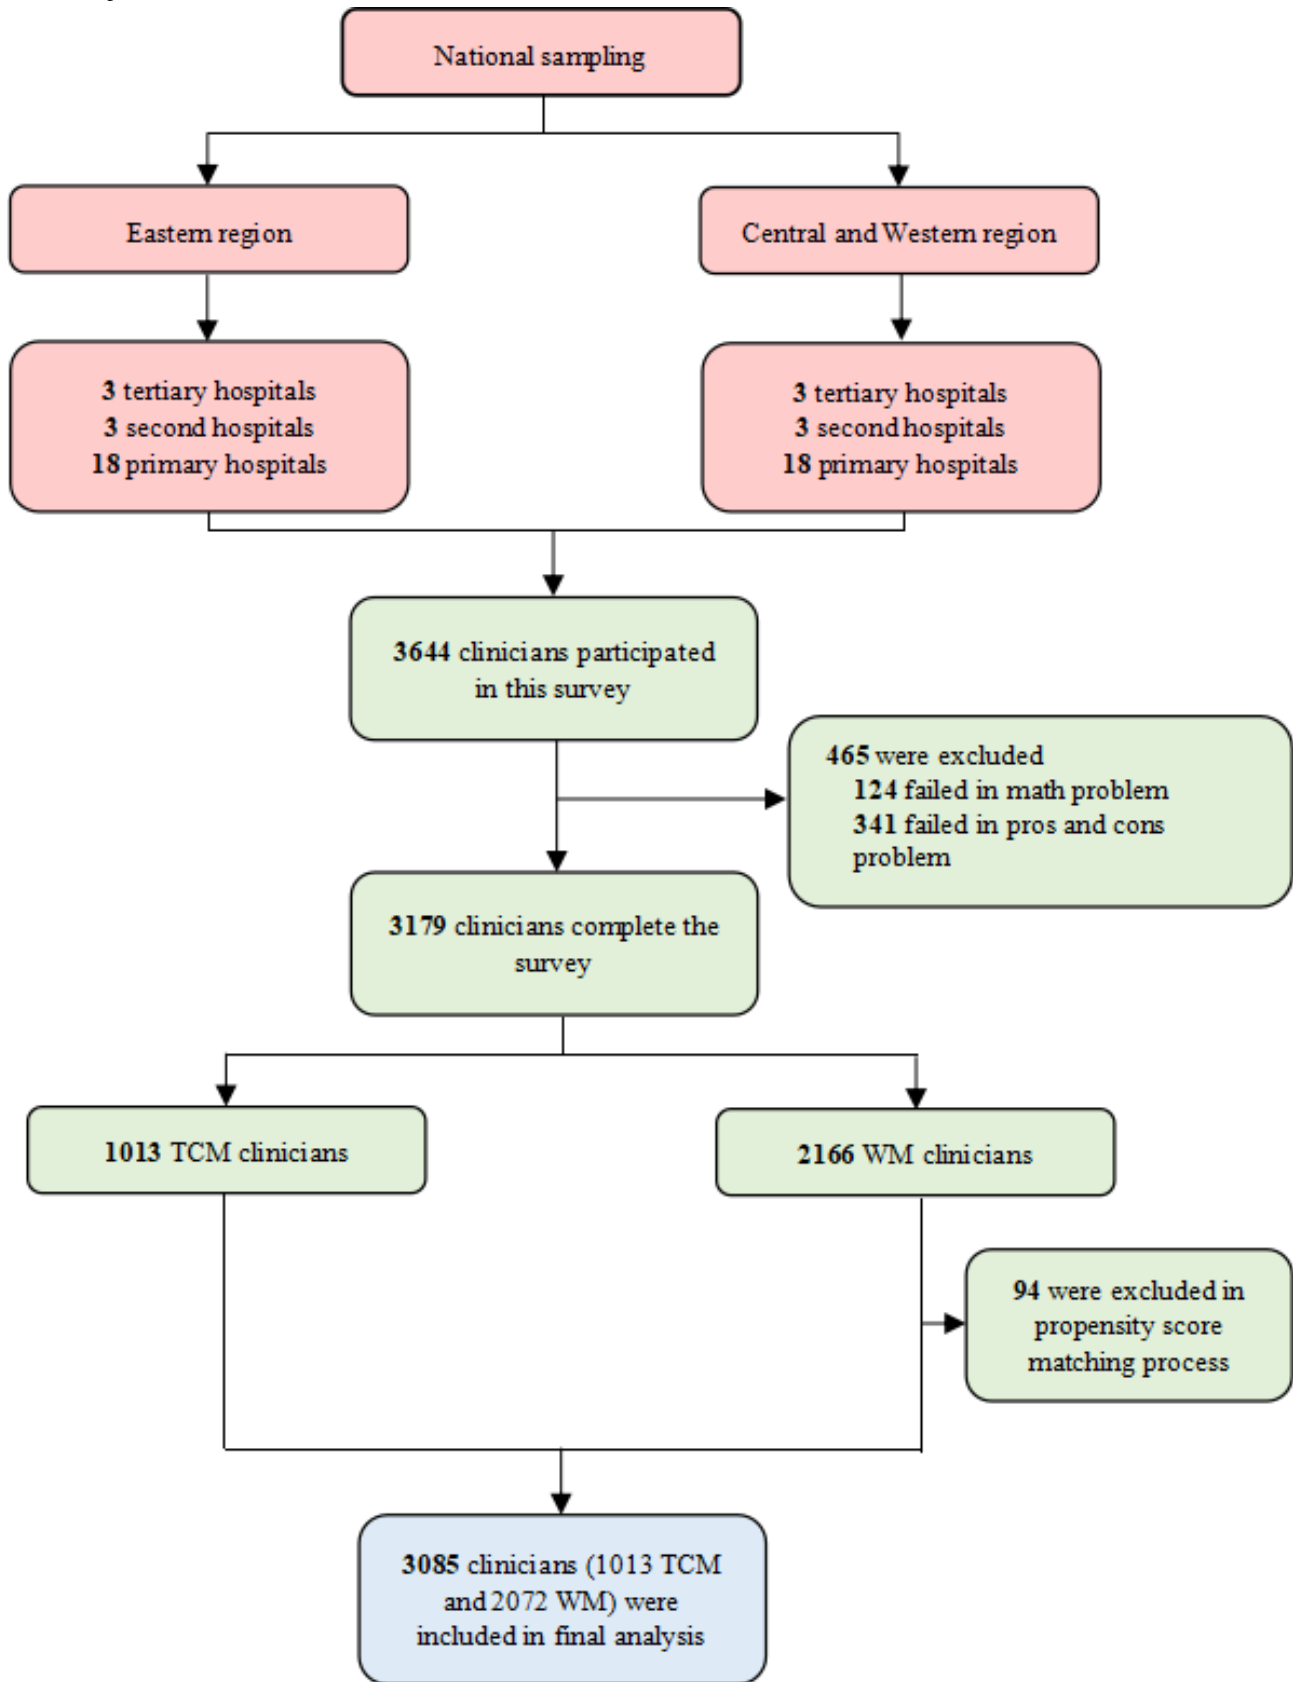 National sampling
Eastern region
Central and Western region
3 tertiary hospitals
3 second hospitals
18 primary hospitals
3 tertiary hospitals
3 second hospitals
18 primary hospitals
3644 clinicians participated
in this survey
465 were excluded
124 failed in math problem
341 failed in pros and cons
problem
3179 clinicians complete the
survey
1013 TCM clinicians
2166 WM clinicians
94 were excluded in
propensity score
matching process
3085 clinicians (1013 TCM
and 2072 WM) were
included in final analysis